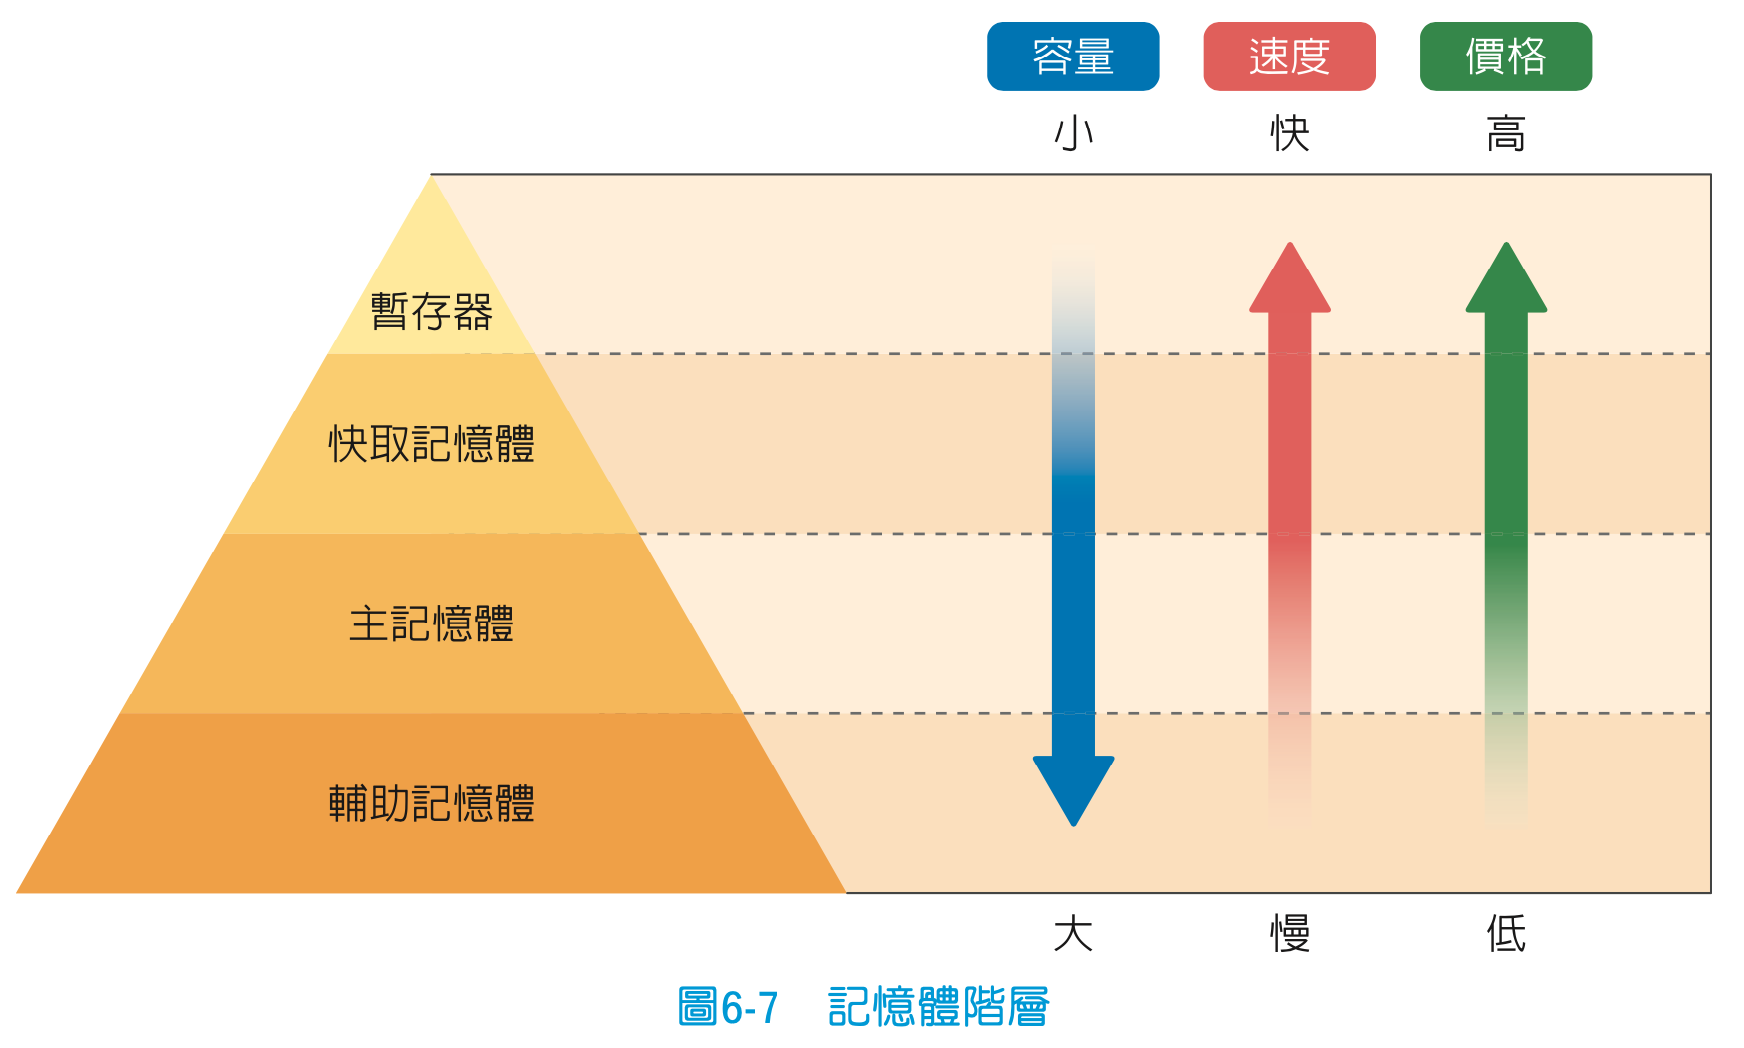 容量 速度 價格
小 快 高
暫存器
快取記憶體
主記憶體
輔助記憶體
大 慢 低
圖6-7 記憶體階層